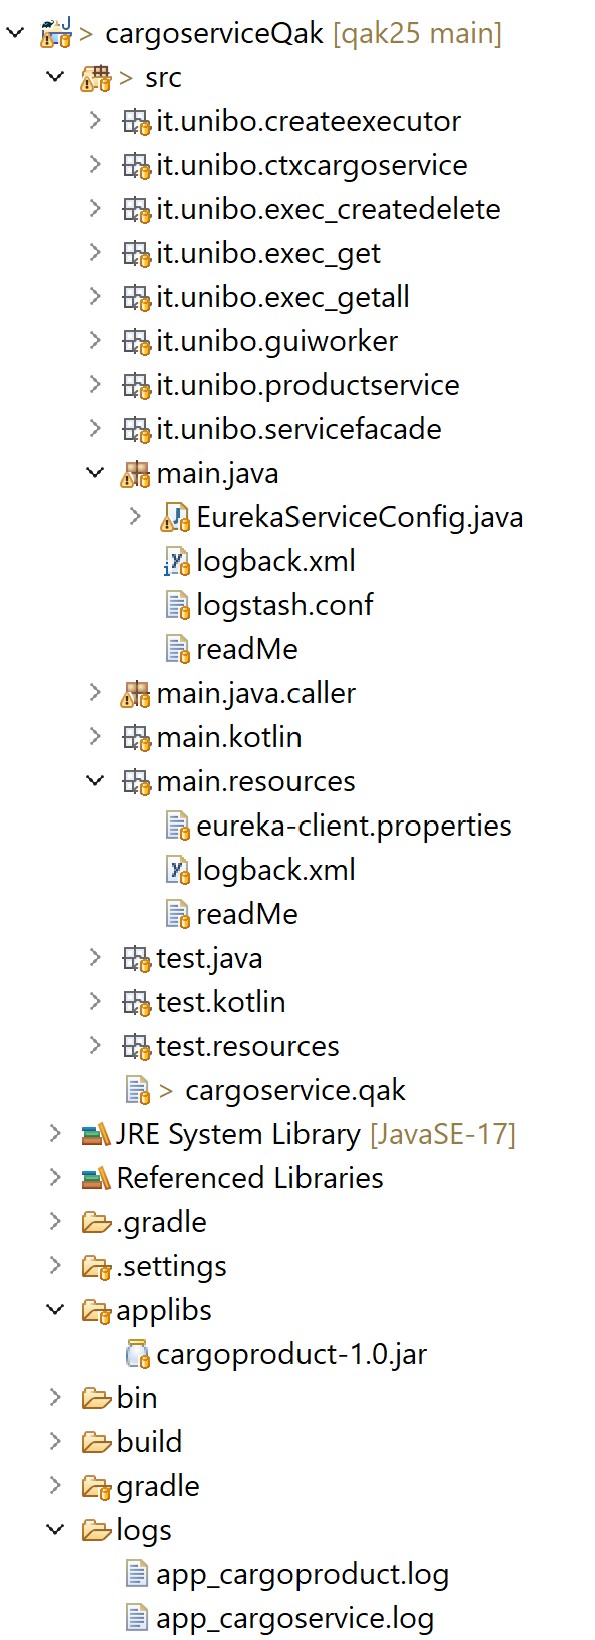 > cargoserviceQak [qak25 main]
> src
it.unibo.createexecutor
it.unibo.ctxcargoservice
it.unibo.exec_createdelete
it.unibo.exec_get
it.unibo.exec_getall
it.unibo.guiworker
it.unibo.productservice
it.unibo.servicefacade
main.java
EurekaServiceConfig.java
logback.xml
logstash.conf
readMe
main.java.caller
main.kotlin
main.resources
eureka-client.properties
logback.xml
readMe
test.java
test.kotlin
test.resources
> cargoservice.qak
JRE System Library [JavaSE-17]
Referenced Libraries
.gradle
.settings
applibs
cargoproduct-1.0.jar
bin
build
gradle
logs
app_cargoproduct.log
app_cargoservice.log